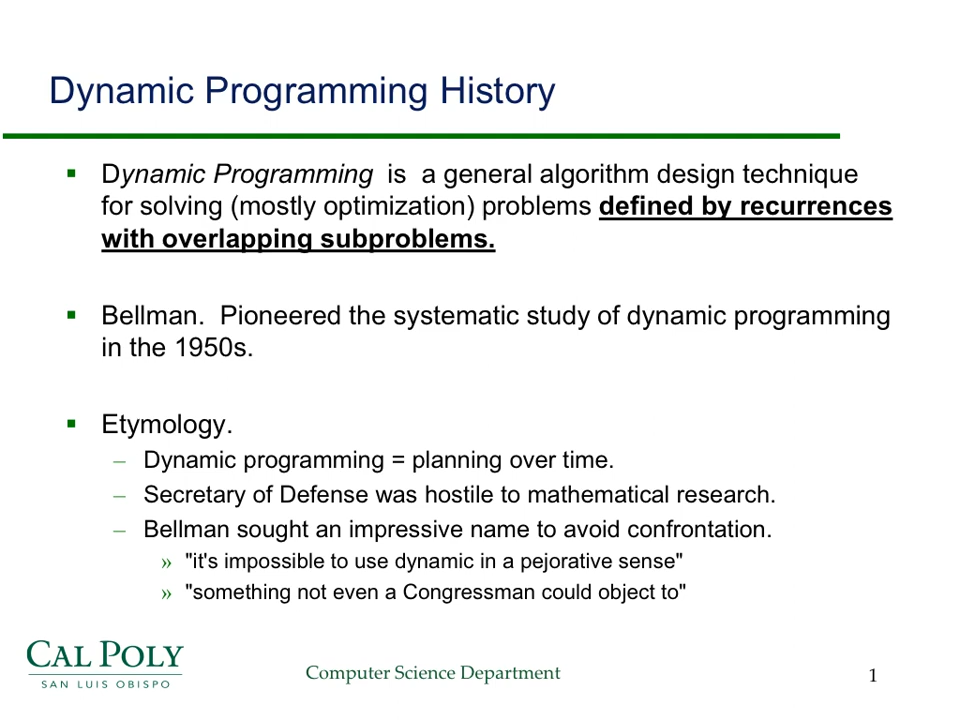 Dynamic Programming History
▪ Dynamic Programming is a general algorithm design technique
for solving (mostly optimization) problems defined by recurrences
with overlapping subproblems.
▪ Bellman. Pioneered the systematic study of dynamic programming
in the 1950s.
▪ Etymology.
– Dynamic programming = planning over time.
– Secretary of Defense was hostile to mathematical research.
– Bellman sought an impressive name to avoid confrontation.
» "it's impossible to use dynamic in a pejorative sense"
» "something not even a Congressman could object to"
CAL POLY
SAN LUIS OBISPO
Computer Science Department
1